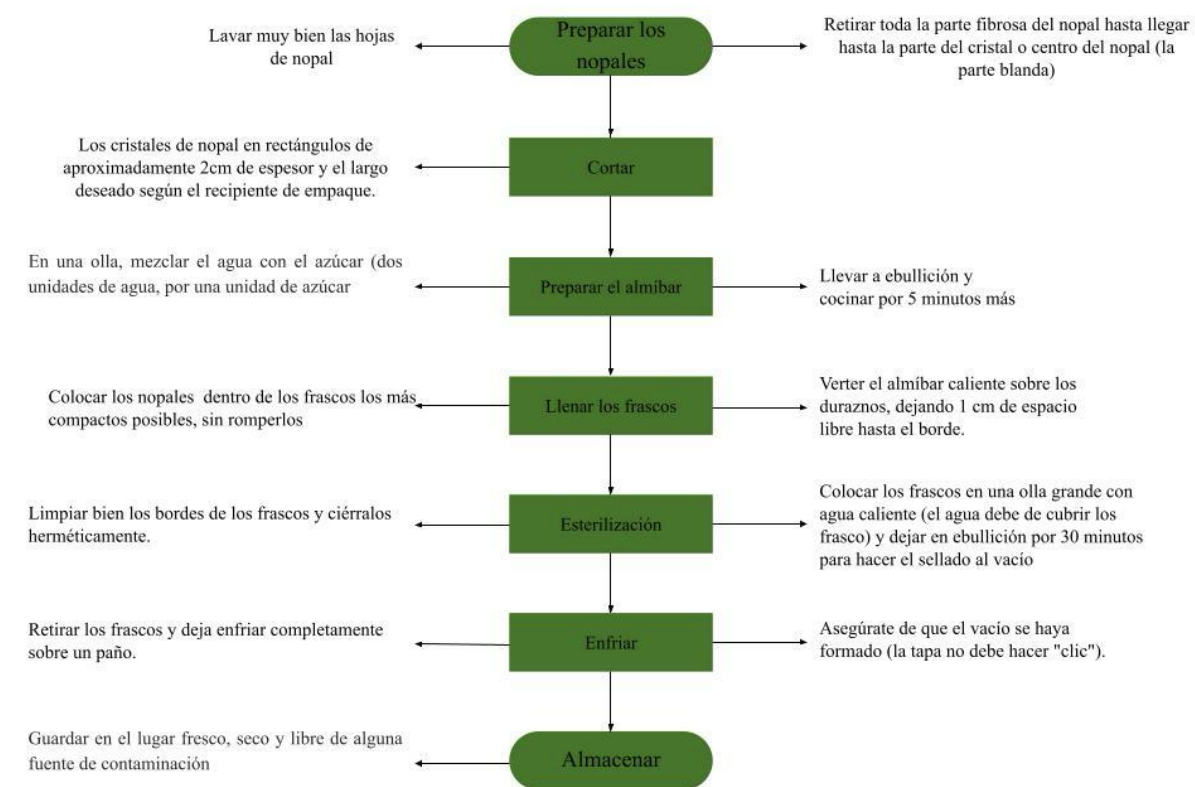 Lavar muy bien las hojas
de nopal
Preparar los
nopales
Retirar toda la parte fibrosa del nopal hasta llegar
hasta la parte del cristal o centro del nopal (la
parte blanda)
Los cristales de nopal en rectángulos de
aproximadamente 2cm de espesor y el largo
deseado según el recipiente de empaque.
Cortar
En una olla, mezclar el agua con el azúcar (dos
unidades de agua, por una unidad de azúcar
Preparar el almíbar
Llevar a ebullición y
cocinar por 5 minutos más
Colocar los nopales dentro de los frascos los más
compactos posibles, sin romperlos
Llenar los frascos
Verter el almíbar caliente sobre los
duraznos, dejando 1 cm de espacio
libre hasta el borde.
Limpiar bien los bordes de los frascos y ciérralos
herméticamente.
Esterilización
Colocar los frascos en una olla grande con
agua caliente (el agua debe de cubrir los
frasco) y dejar en ebullición por 30 minutos
para hacer el sellado al vacío
Retirar los frascos y deja enfriar completamente
sobre un paño.
Enfriar
Asegúrate de que el vacío se haya
formado (la tapa no debe hacer "clic").
Guardar en el lugar fresco, seco y libre de alguna
fuente de contaminación
Almacenar